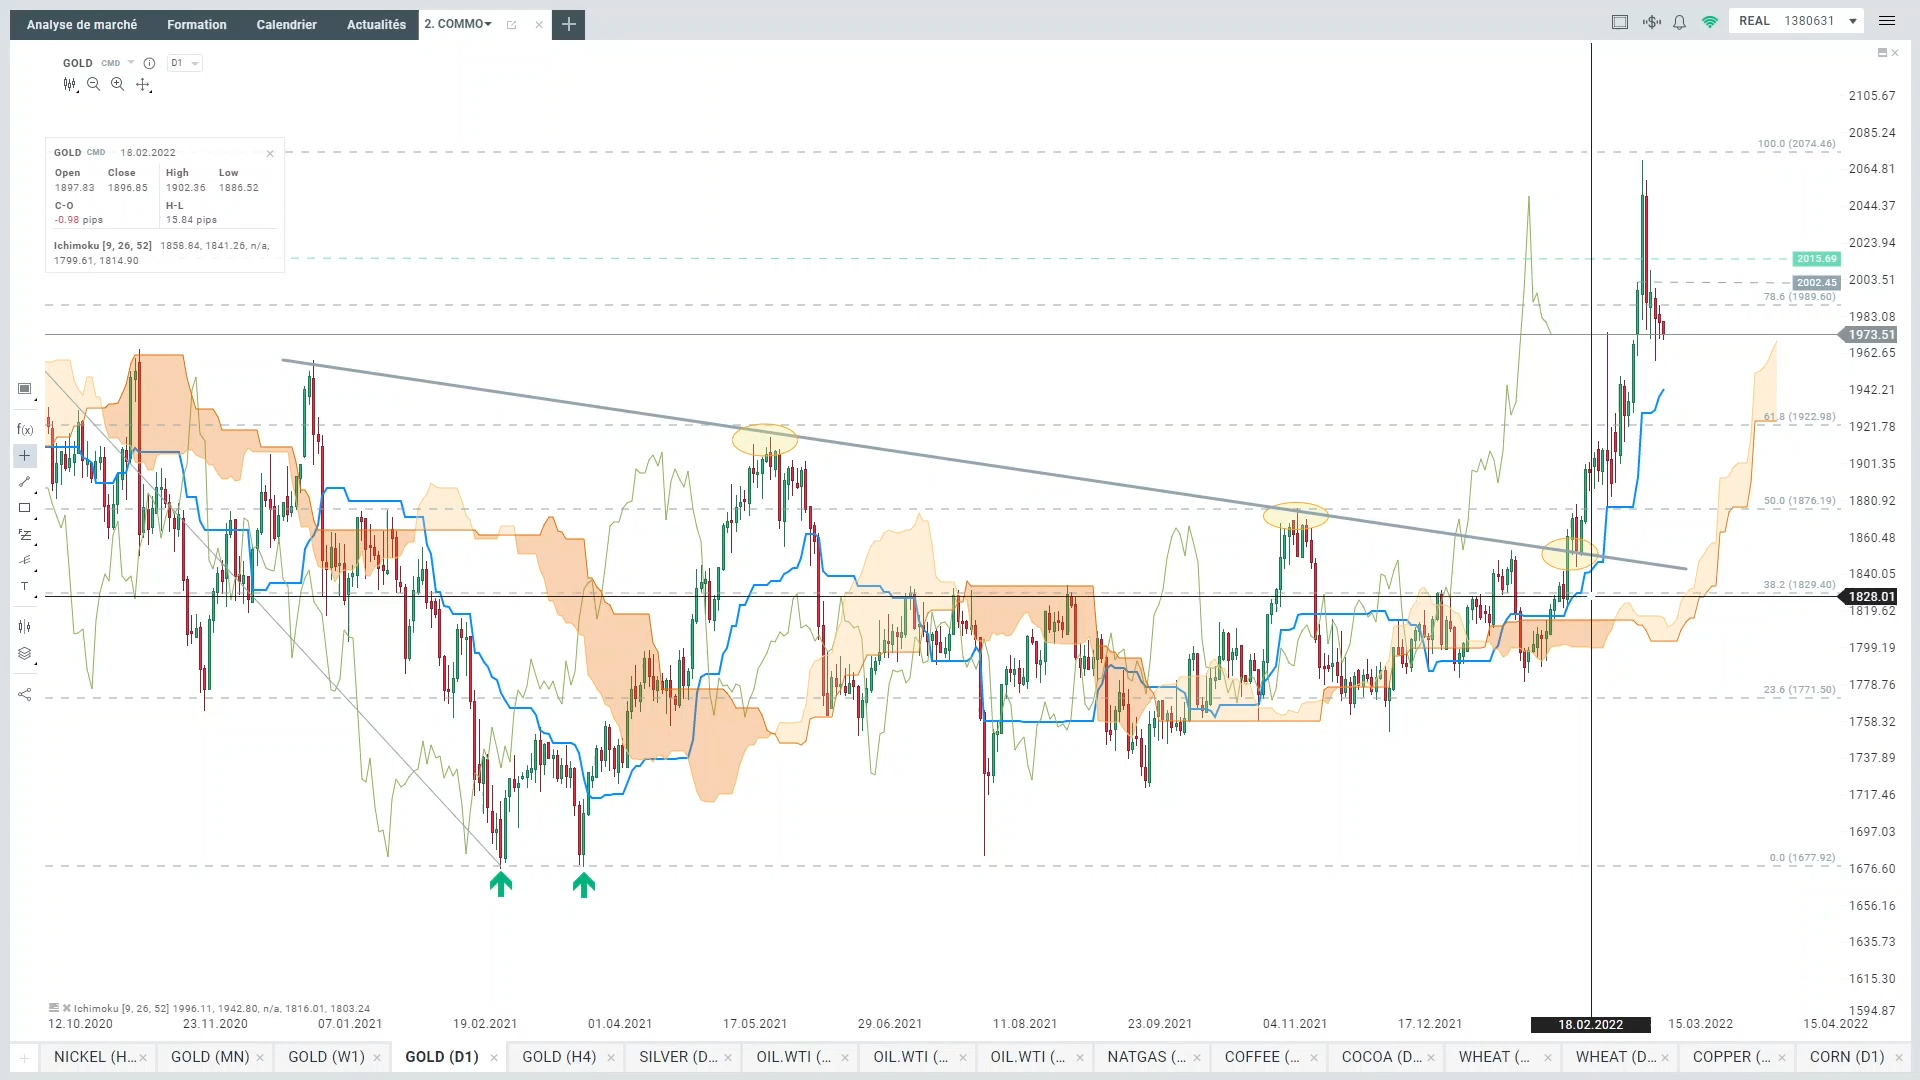 Analyse de marché Formation Calendrier Actualités 2. COMMO REAL 1380631
GOLD CMD D1
GOLD CMD 18.02.2022
Open Close High Low
1897.83 1896.85 1902.36 1886.52
C-O H-L
-0.98 pips 15.84 pips
Ichimoku [9, 26, 52] 1858.84, 1841.26, n/a,
1799.61, 1814.90
f(x)
T
2105.67
2085.24
100.0 (2074.46)
2064.81
2044.37
2023.94
2015.69
2003.51
2002.45
78.6 (1989.60)
1983.08
1973.51
1962.65
1942.21
61.8 (1922.98)
1921.78
1901.35
50.0 (1876.19)
1880.92
1860.48
1840.05
38.2 (1829.40)
1828.01
1819.62
1799.19
23.6 (1771.50)
1778.76
1758.32
1737.89
1717.46
1697.03
0.0 (1677.92)
1676.60
1656.16
1635.73
1615.30
1594.87
Ichimoku [9, 26, 52] 1996.11, 1942.80, n/a, 1816.01, 1803.24
12.10.2020 23.11.2020 07.01.2021 19.02.2021 01.04.2021 17.05.2021 29.06.2021 11.08.2021 23.09.2021 04.11.2021 17.12.2021 18.02.2022 15.03.2022 15.04.2022
NICKEL (H... GOLD (MN) GOLD (W1) GOLD (D1) GOLD (H4) SILVER (D... OIL.WTI (... OIL.WTI (... OIL.WTI (... NATGAS (... COFFEE (... COCOA (D... WHEAT (... WHEAT (D... COPPER (... CORN (D1)